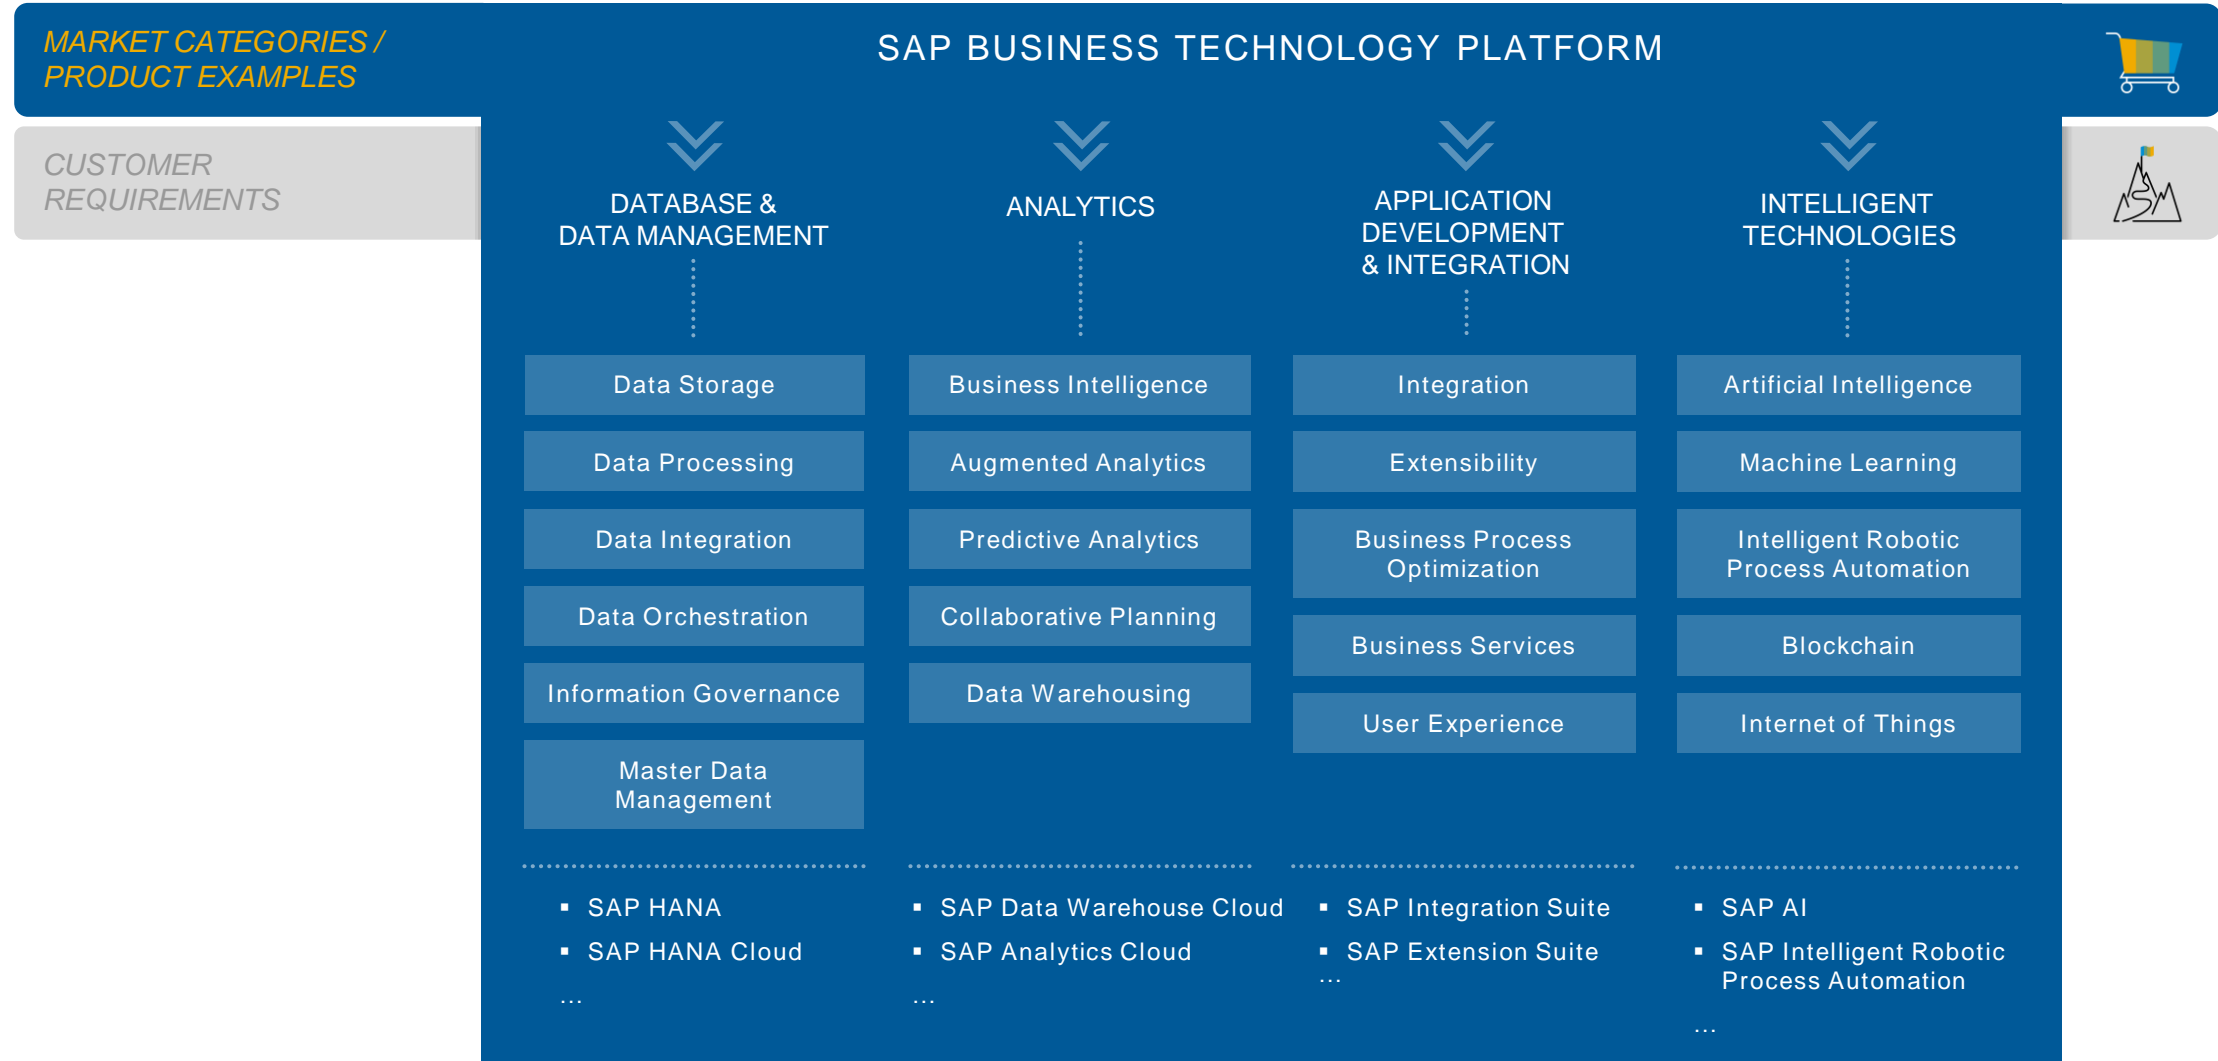 MARKET CATEGORIES /
PRODUCT EXAMPLES
SAP BUSINESS TECHNOLOGY PLATFORM
CUSTOMER
REQUIREMENTS
DATABASE &
DATA MANAGEMENT
Data Storage
Data Processing
Data Integration
Data Orchestration
Information Governance
Master Data
Management
▪ SAP HANA
▪ SAP HANA Cloud
...
ANALYTICS
Business Intelligence
Augmented Analytics
Predictive Analytics
Collaborative Planning
Data Warehousing
▪ SAP Data Warehouse Cloud
▪ SAP Analytics Cloud
...
APPLICATION
DEVELOPMENT
& INTEGRATION
Integration
Extensibility
Business Process
Optimization
Business Services
User Experience
▪ SAP Integration Suite
▪ SAP Extension Suite
...
INTELLIGENT
TECHNOLOGIES
Artificial Intelligence
Machine Learning
Intelligent Robotic
Process Automation
Blockchain
Internet of Things
▪ SAP AI
▪ SAP Intelligent Robotic
Process Automation
...